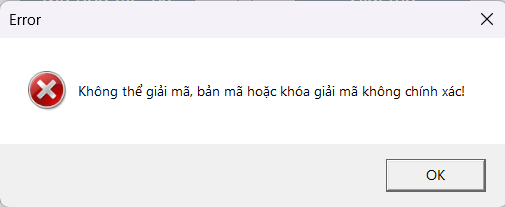 Error
Không thể giải mã, bản mã hoặc khóa giải mã không chính xác!
OK